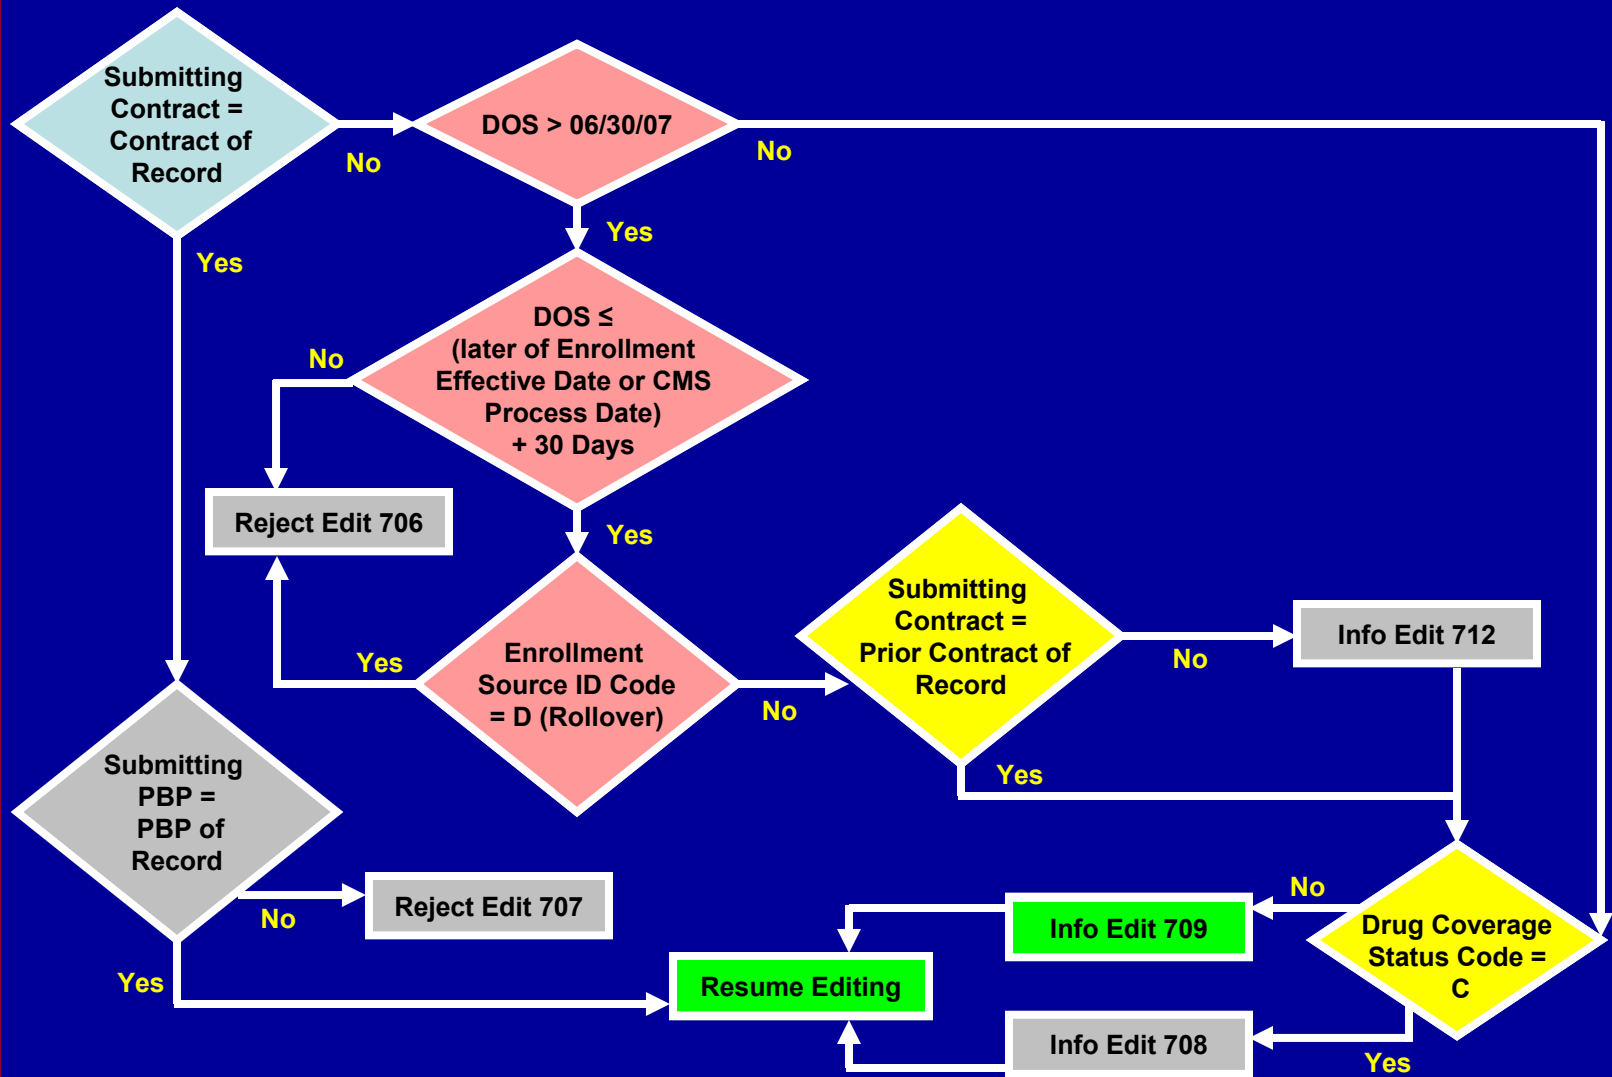 Submitting
Contract =
Contract of
Record
No
DOS > 06/30/07
No
Yes
Yes
DOS ≤
(later of Enrollment
Effective Date or CMS
Process Date)
+ 30 Days
No
Reject Edit 706
Yes
Enrollment
Source ID Code
= D (Rollover)
Yes
No
Submitting
Contract =
Prior Contract of
Record
No
Info Edit 712
Yes
Submitting
PBP =
PBP of
Record
No
Reject Edit 707
Yes
Drug Coverage
Status Code =
C
No
Info Edit 709
Resume Editing
Info Edit 708
Yes